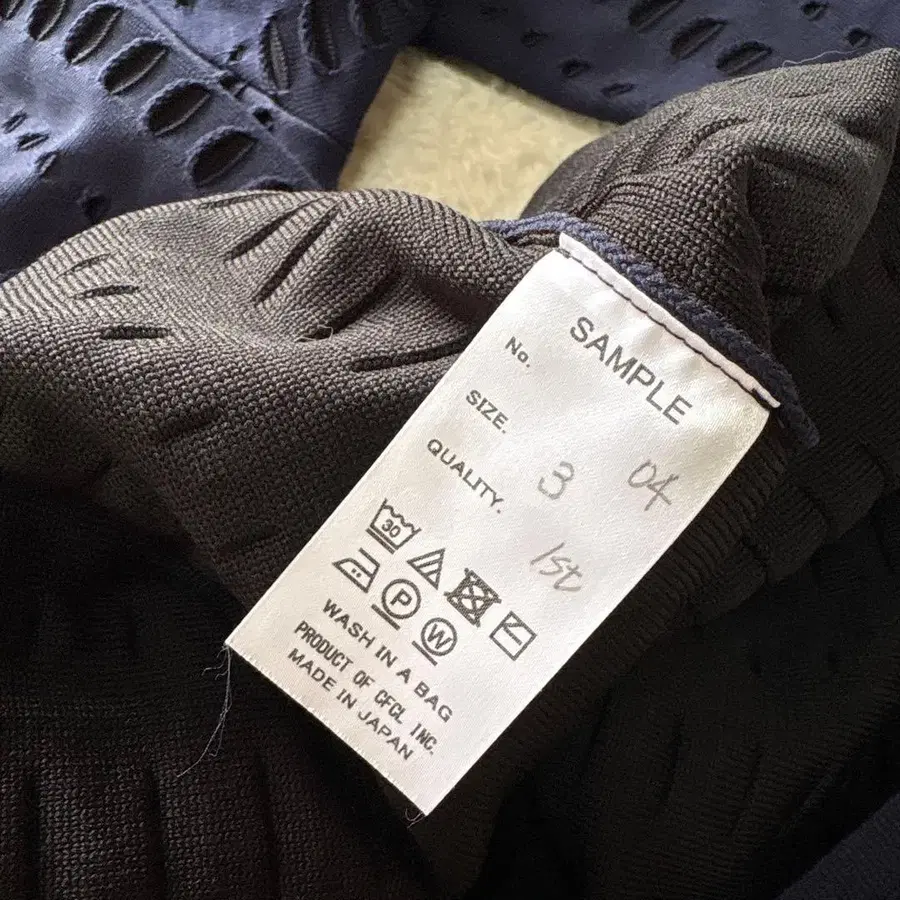 SAMPLE
No. 04
SIZE. 3
QUALITY. 1st
30
P W
WASH IN A BAG
PRODUCT OF CFCL INC.
MADE IN JAPAN